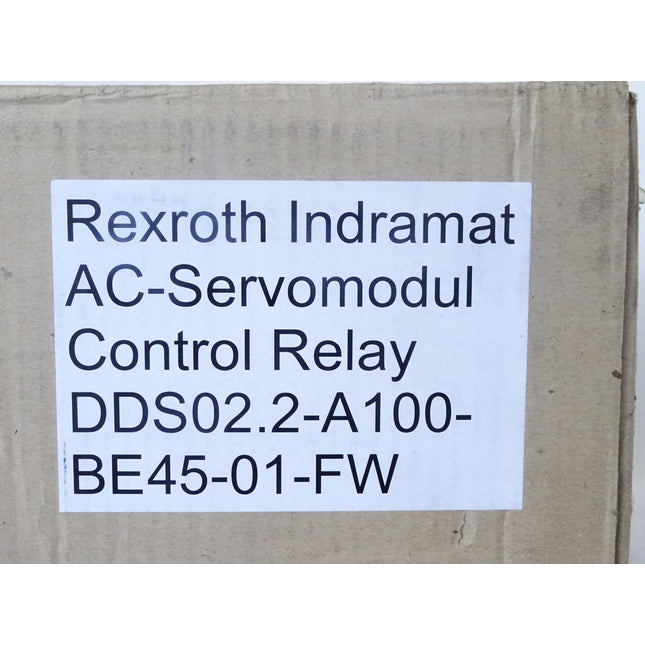 Rexroth Indramat
AC-Servomodul
Control Relay
DDS02.2-A100-
BE45-01-FW